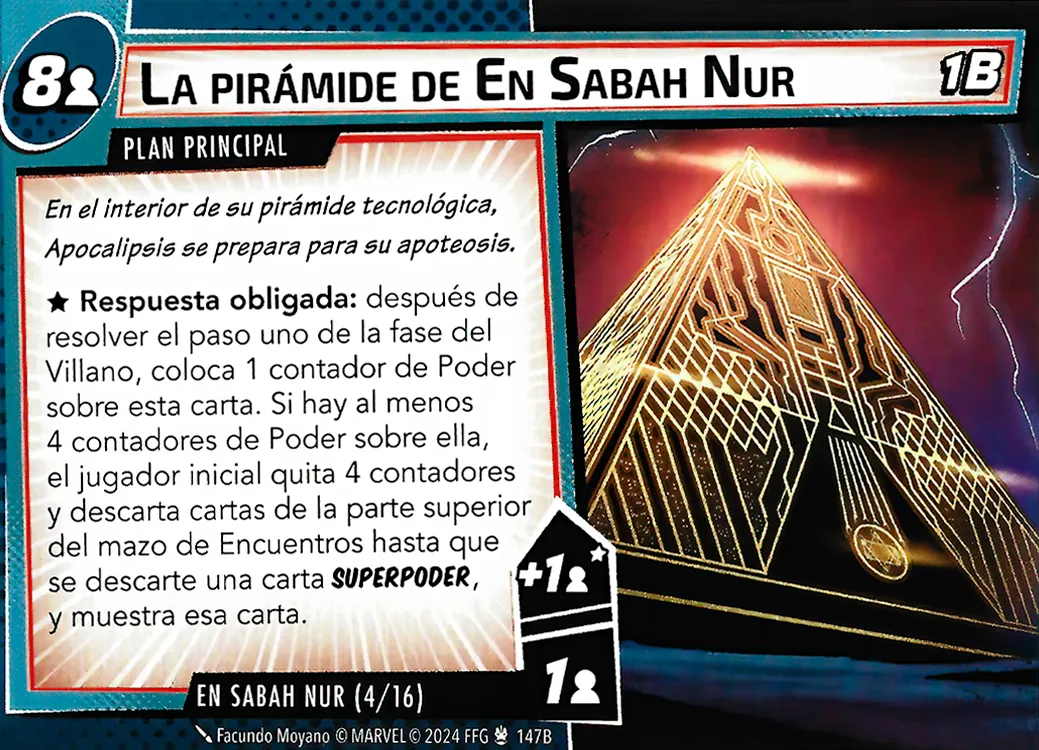 8
LA PIRÁMIDE DE EN SABAH NUR
1B
PLAN PRINCIPAL
En el interior de su pirámide tecnológica,
Apocalipsis se prepara para su apoteosis.
★ Respuesta obligada: después de
resolver el paso uno de la fase del
Villano, coloca 1 contador de Poder
sobre esta carta. Si hay al menos
4 contadores de Poder sobre ella,
el jugador inicial quita 4 contadores
y descarta cartas de la parte superior
del mazo de Encuentros hasta que
se descarte una carta SUPERPODER,
y muestra esa carta.
+1
1
EN SABAH NUR (4/16)
Facundo Moyano © MARVEL © 2024 FFG 147B